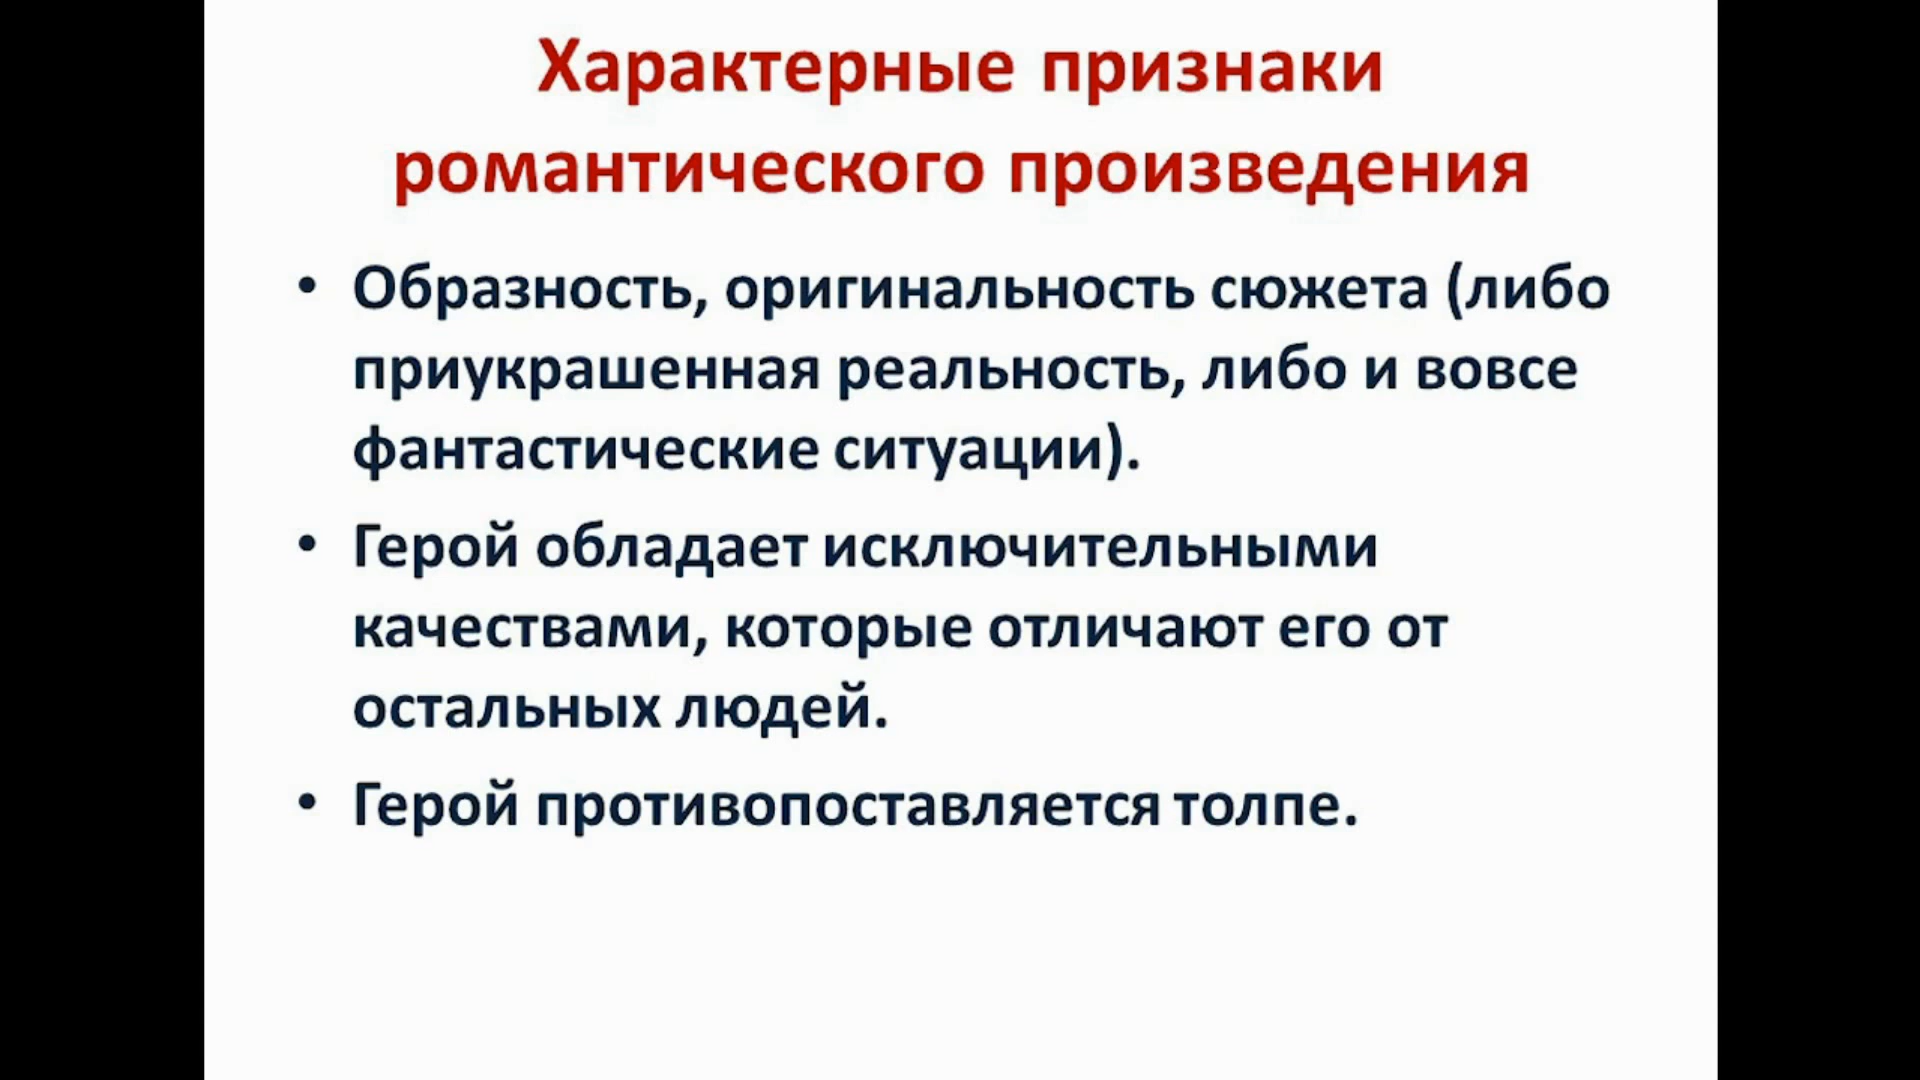 Характерные признаки
романтического произведения
• Образность, оригинальность сюжета (либо
приукрашенная реальность, либо и вовсе
фантастические ситуации).
• Герой обладает исключительными
качествами, которые отличают его от
остальных людей.
• Герой противопоставляется толпе.